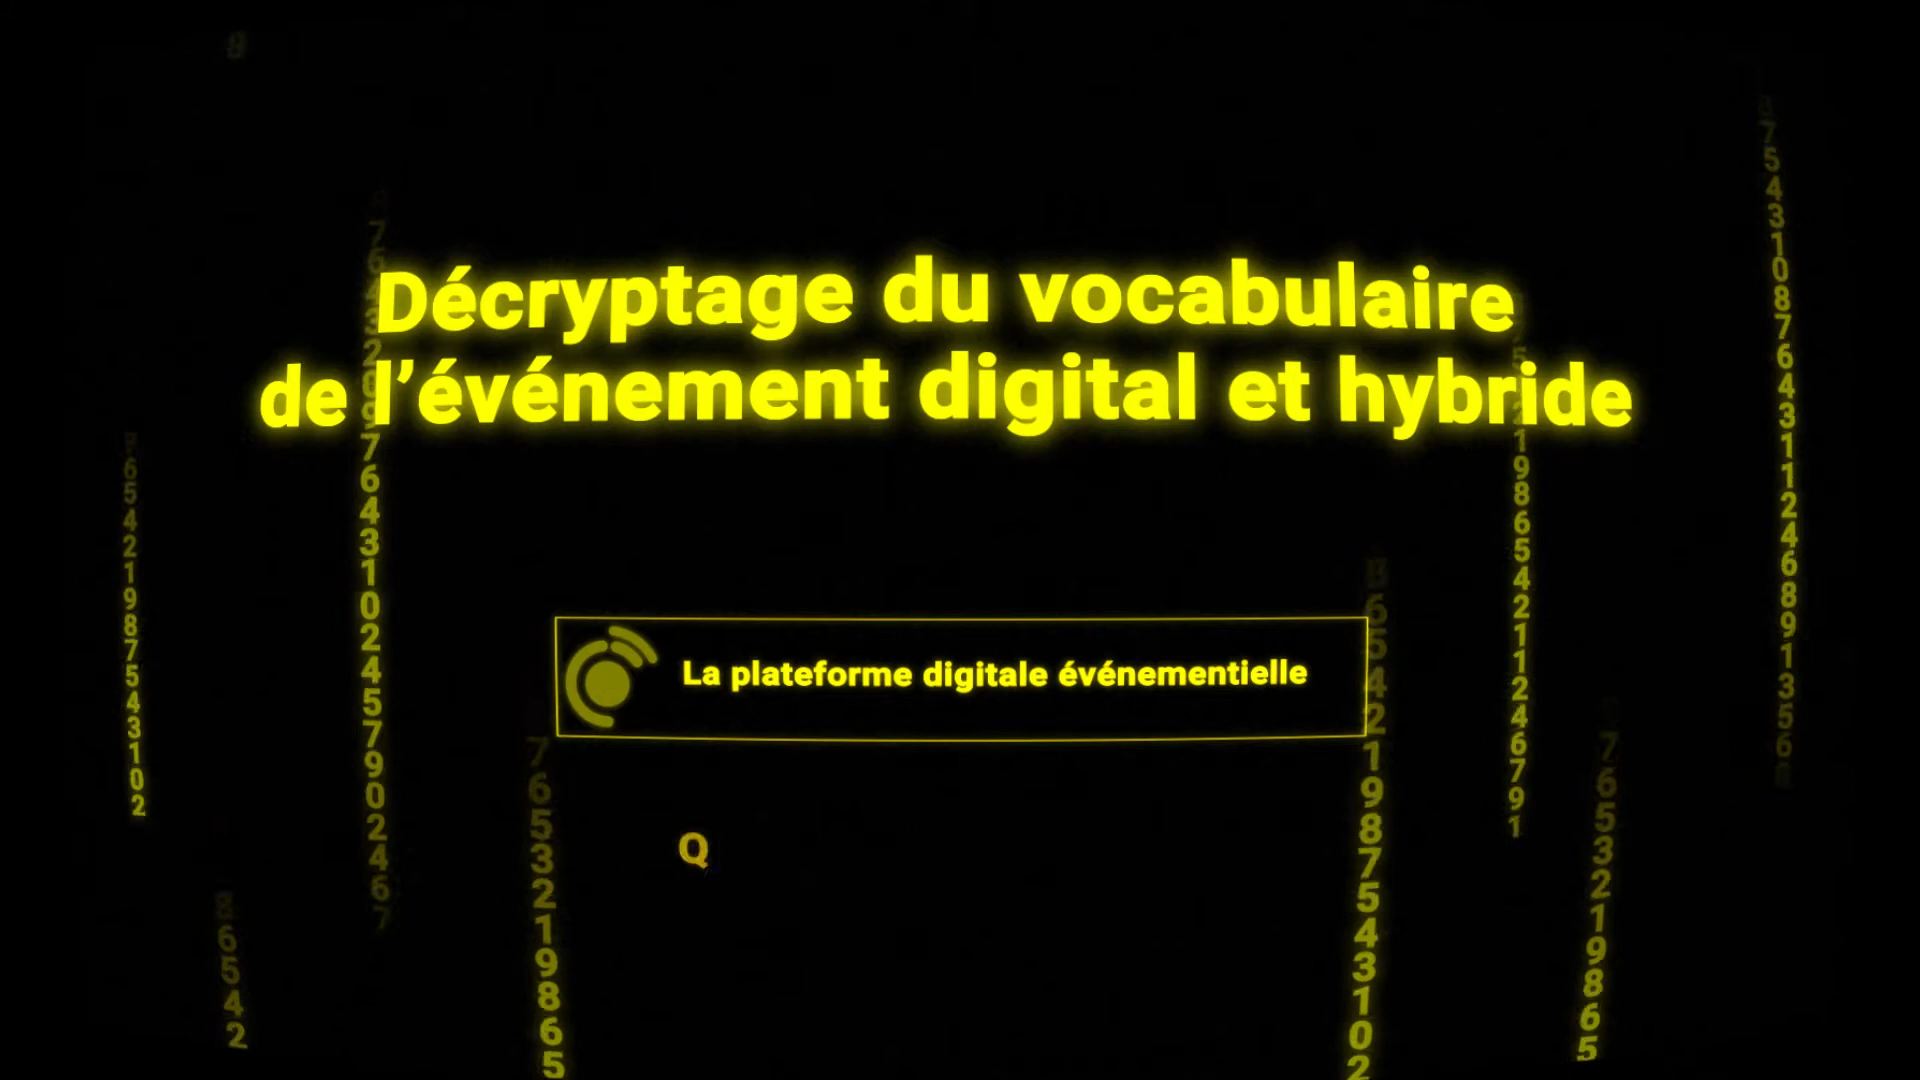 Décryptage du vocabulaire
de l’événement digital et hybride
La plateforme digitale événementielle
Q